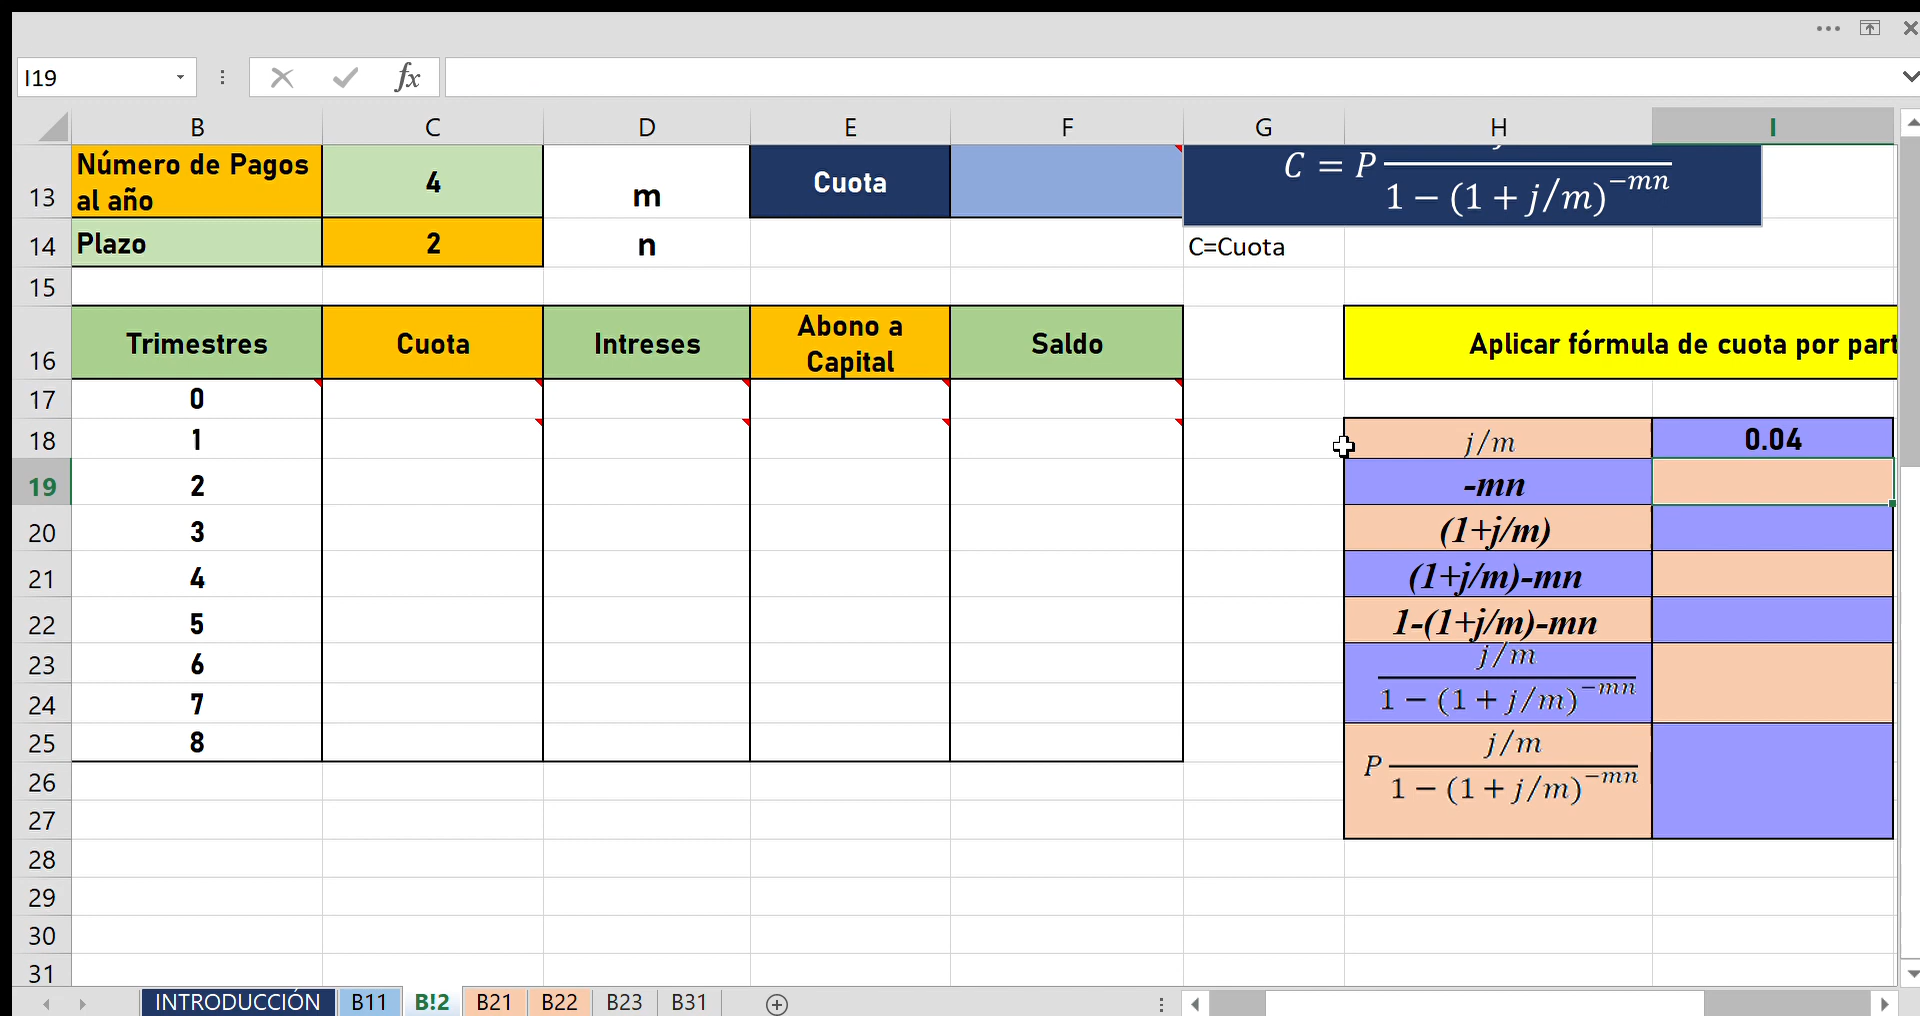 I19
fx
B C D E F G H I
13 Número de Pagos al año 4 m Cuota
C = P
1 − (1 + j/m)^−mn
14 Plazo 2 n C=Cuota
15
16 Trimestres Cuota Intreses Abono a Capital Saldo Aplicar fórmula de cuota por part
17 0
18 1 j/m 0.04
19 2 -mn
20 3 (1+j/m)
21 4 (1+j/m)-mn
22 5 1-(1+j/m)-mn
23 6 j/m
24 7 1 − (1 + j/m)^−mn
25 8 P j/m
1 − (1 + j/m)^−mn
26
27
28
29
30
31
INTRODUCCIÓN B11 B!2 B21 B22 B23 B31